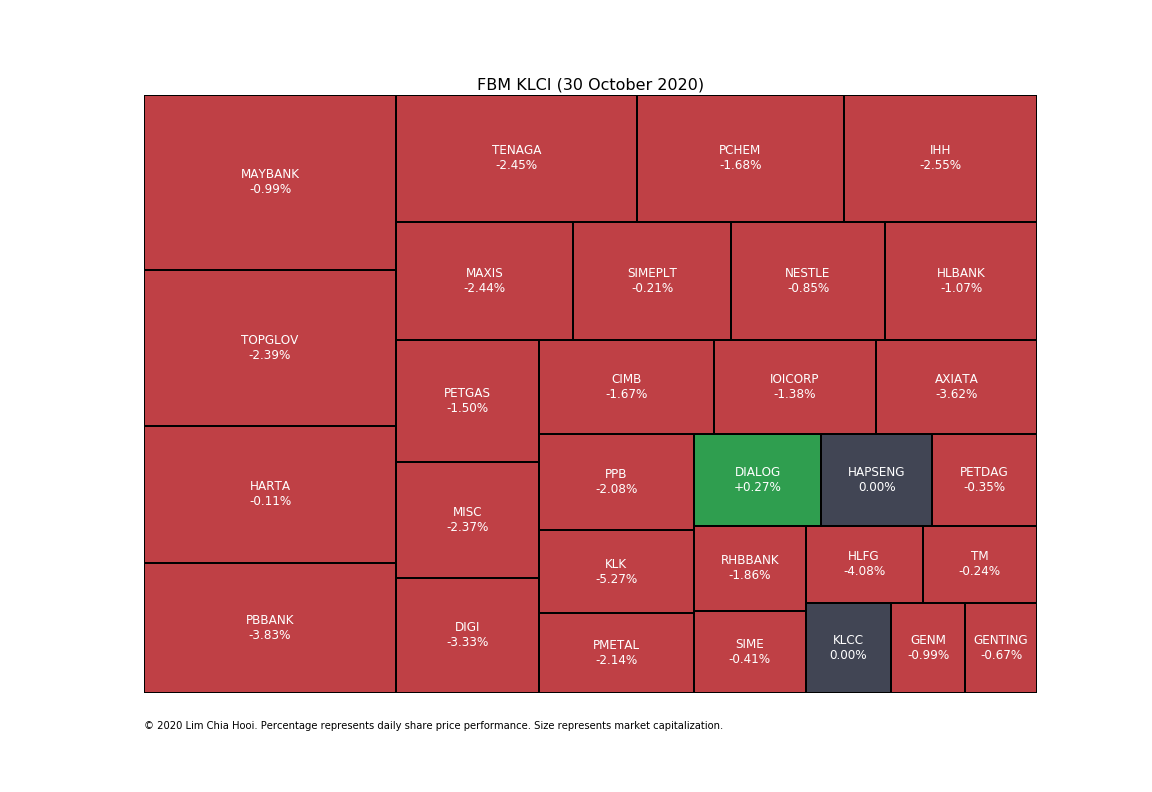 FBM KLCI (30 October 2020)
MAYBANK
-0.99%
TOPGLOV
-2.39%
HARTA
-0.11%
PBBANK
-3.83%
TENAGA
-2.45%
PCHEM
-1.68%
IHH
-2.55%
MAXIS
-2.44%
SIMEPLT
-0.21%
NESTLE
-0.85%
HLBANK
-1.07%
PETGAS
-1.50%
MISC
-2.37%
DIGI
-3.33%
CIMB
-1.67%
IOICORP
-1.38%
AXIATA
-3.62%
PPB
-2.08%
KLK
-5.27%
PMETAL
-2.14%
DIALOG
+0.27%
HAPSENG
0.00%
PETDAG
-0.35%
RHBBANK
-1.86%
SIME
-0.41%
HLFG
-4.08%
TM
-0.24%
KLCC
0.00%
GENM
-0.99%
GENTING
-0.67%
© 2020 Lim Chia Hooi. Percentage represents daily share price performance. Size represents market capitalization.